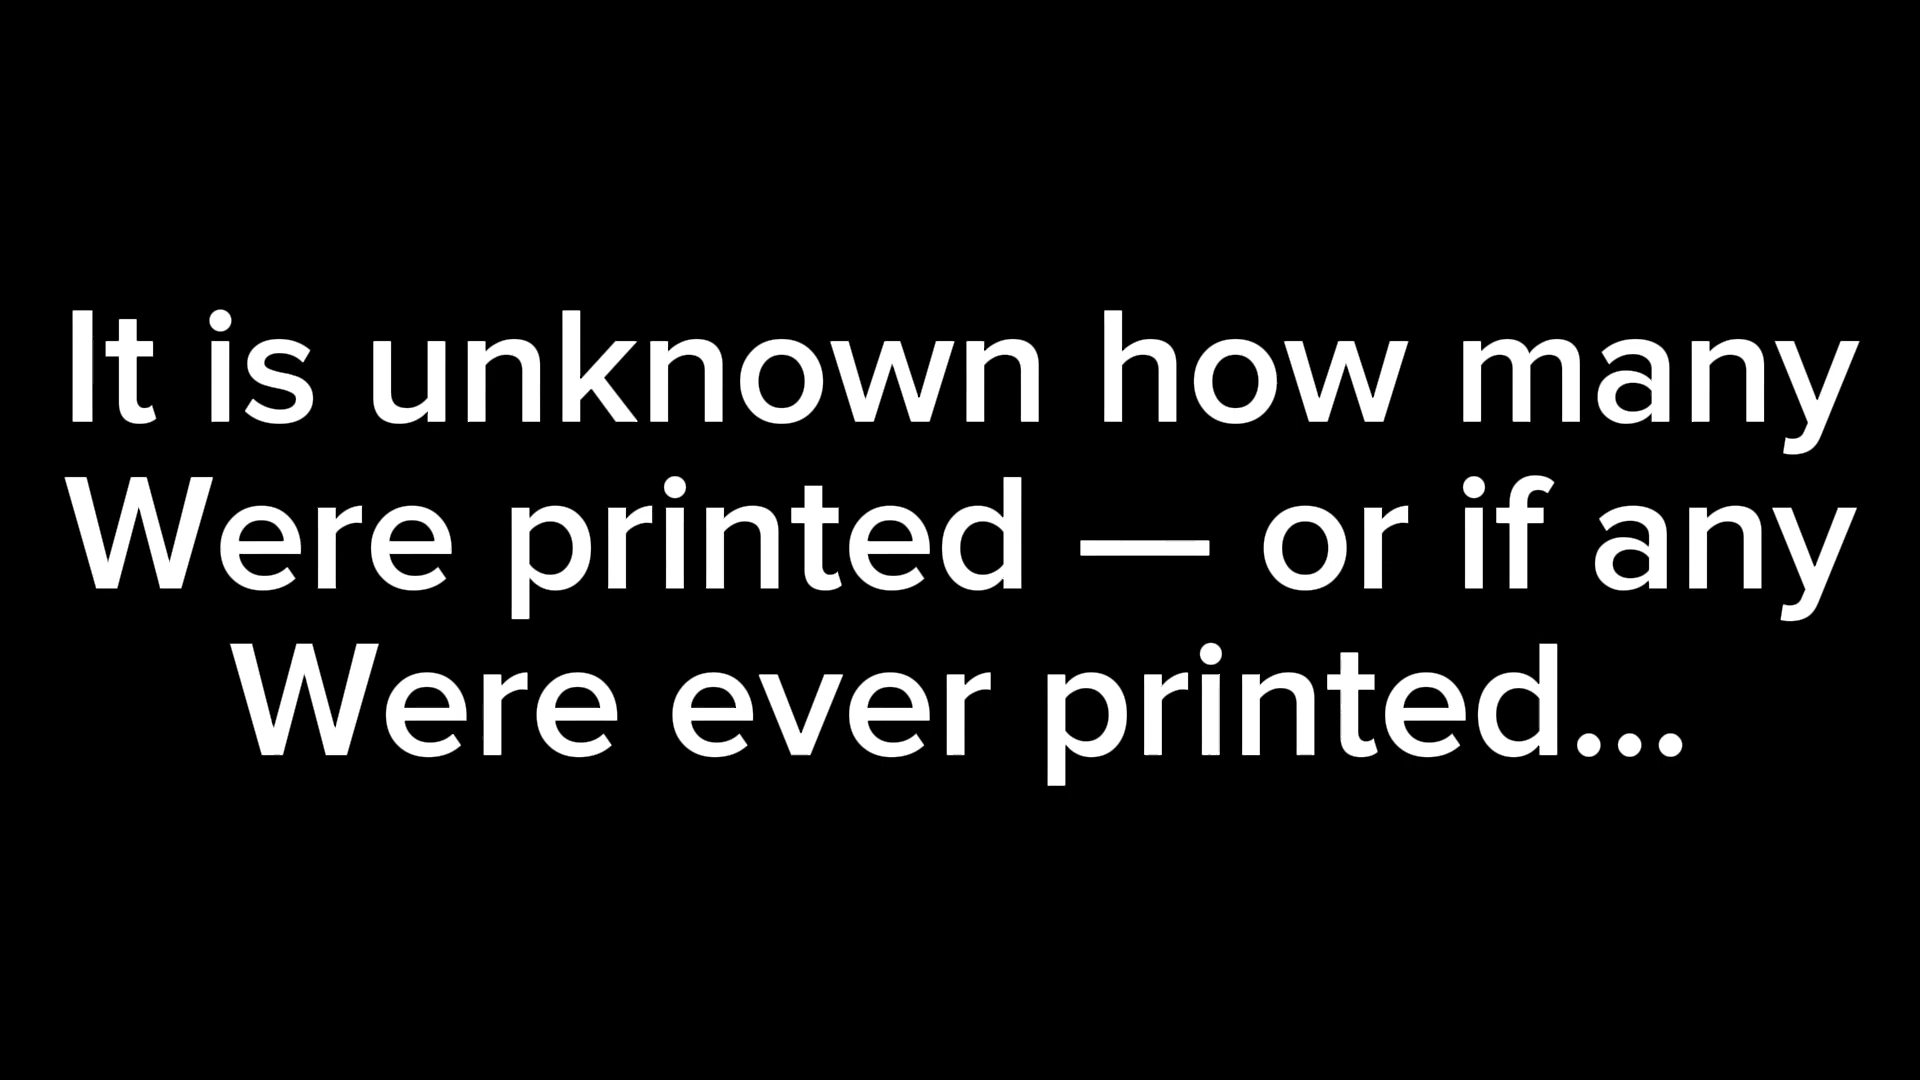 It is unknown how many
Were printed — or if any
Were ever printed...